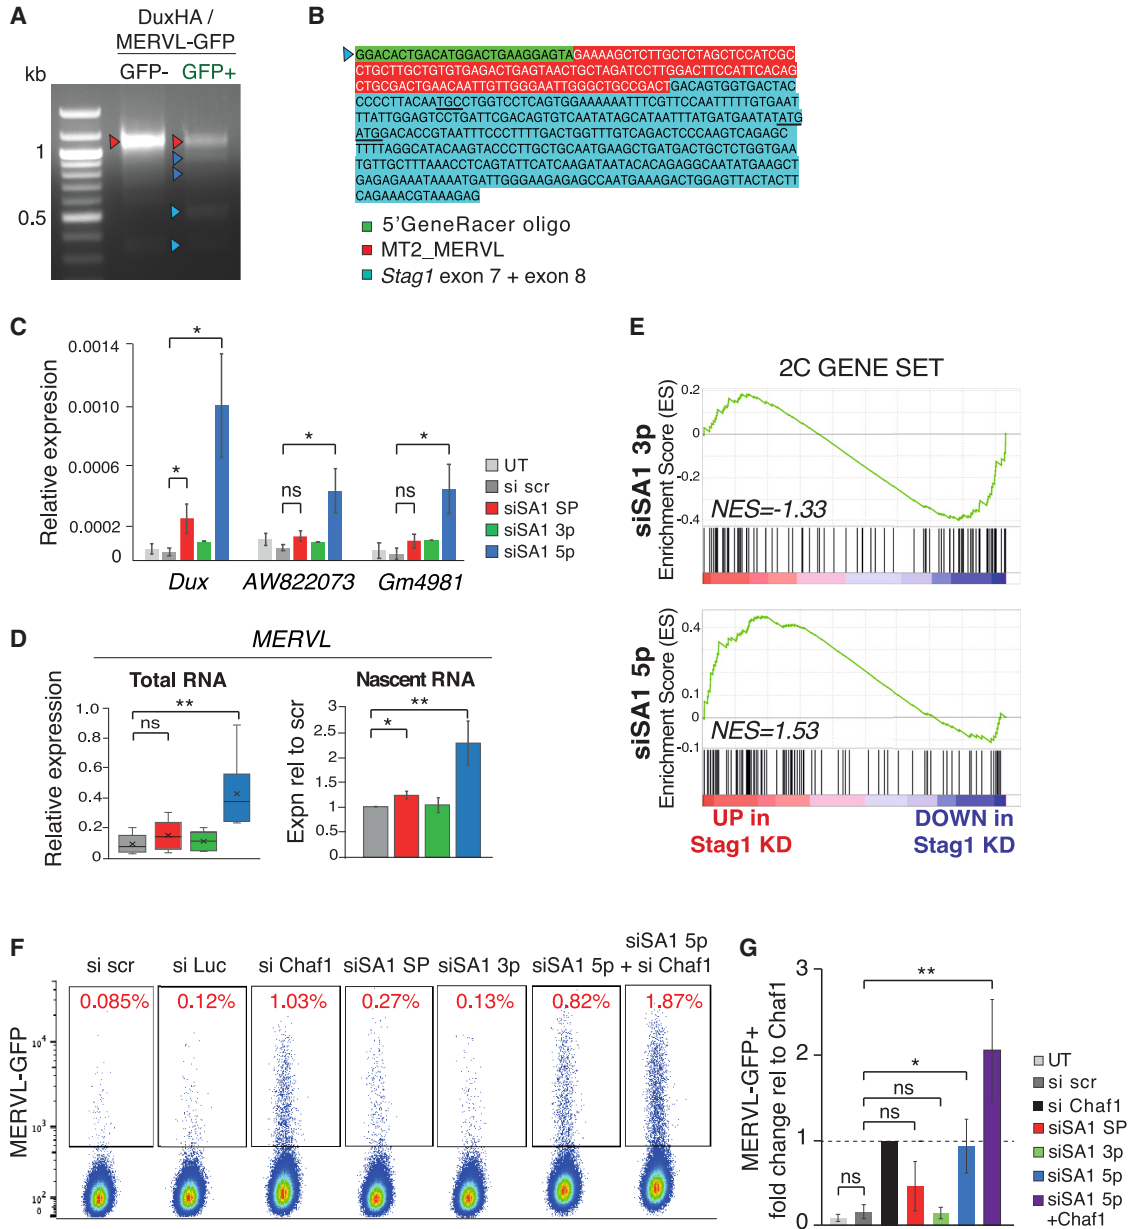 A
DuxHA /
MERVL-GFP
GFP- GFP+
kb
1
0.5
B
GGACACTGACATGGACTGAAGGAGTAGAAAAGCTCTTGCTCTAGCTCCATCGC
CTGCTTGCTGTGTGAGACTGAGTAACTGCTAGATCCTTGGACTTCCATTCACAG
CTGCGACTGAACAATTGTTGGGAATTGGGCTGCCGACTGACAGTGGTGACTAC
CCCCTTACAATGCCTGGTCCTCAGTGGAAAAAATTTCGTTCCAATTTTTGTGAAT
TTATTGGAGTCCTGATTCGACAGTGTCAATATAGCATAATTTATGATGAATATATG
ATGGACACCGTAATTTCCCTTTTGACTGGTTTGTCAGACTCCCAAGTCAGAGC
TTTTAGGCATACAAGTACCCTTGCTGCAATGAAGCTGATGACTGCTCTGGTGAA
TGTTGCTTTAAACCTCAGTATTCATCAAGATAATACACAGAGGCAATATGAAGCT
GAGAGAAATAAAATGATTGGGAAGAGAGCCAATGAAAGACTGGAGTTACTACTT
CAGAAACGTAAAGAG
5'GeneRacer oligo
MT2_MERVL
Stag1 exon 7 + exon 8
C
Relative expresion
0.0014
0.0010
0.0006
0.0002
0
*
*
*
ns
*
ns
Dux AW822073 Gm4981
UT
si scr
siSA1 SP
siSA1 3p
siSA1 5p
D
MERVL
Total RNA
Relative expression
1.0
0.8
0.6
0.4
0.2
0
**
ns
Nascent RNA
Expn rel to scr
3
2.5
2
1.5
1
0.5
0
**
*
E
2C GENE SET
siSA1 3p
Enrichment Score (ES)
0.2
0
-0.2
-0.4
NES=-1.33
siSA1 5p
Enrichment Score (ES)
0.4
0.1
0
-0.1
NES=1.53
UP in
Stag1 KD
DOWN in
Stag1 KD
F
MERVL-GFP
10⁴
10³
10²
0
si scr
si Luc
si Chaf1
siSA1 SP
siSA1 3p
siSA1 5p
siSA1 5p
+ si Chaf1
0.085%
0.12%
1.03%
0.27%
0.13%
0.82%
1.87%
G
MERVL-GFP+
fold change rel to Chaf1
3
2
1
0
**
*
ns
ns
ns
UT
si scr
si Chaf1
siSA1 SP
siSA1 3p
siSA1 5p
siSA1 5p
+Chaf1